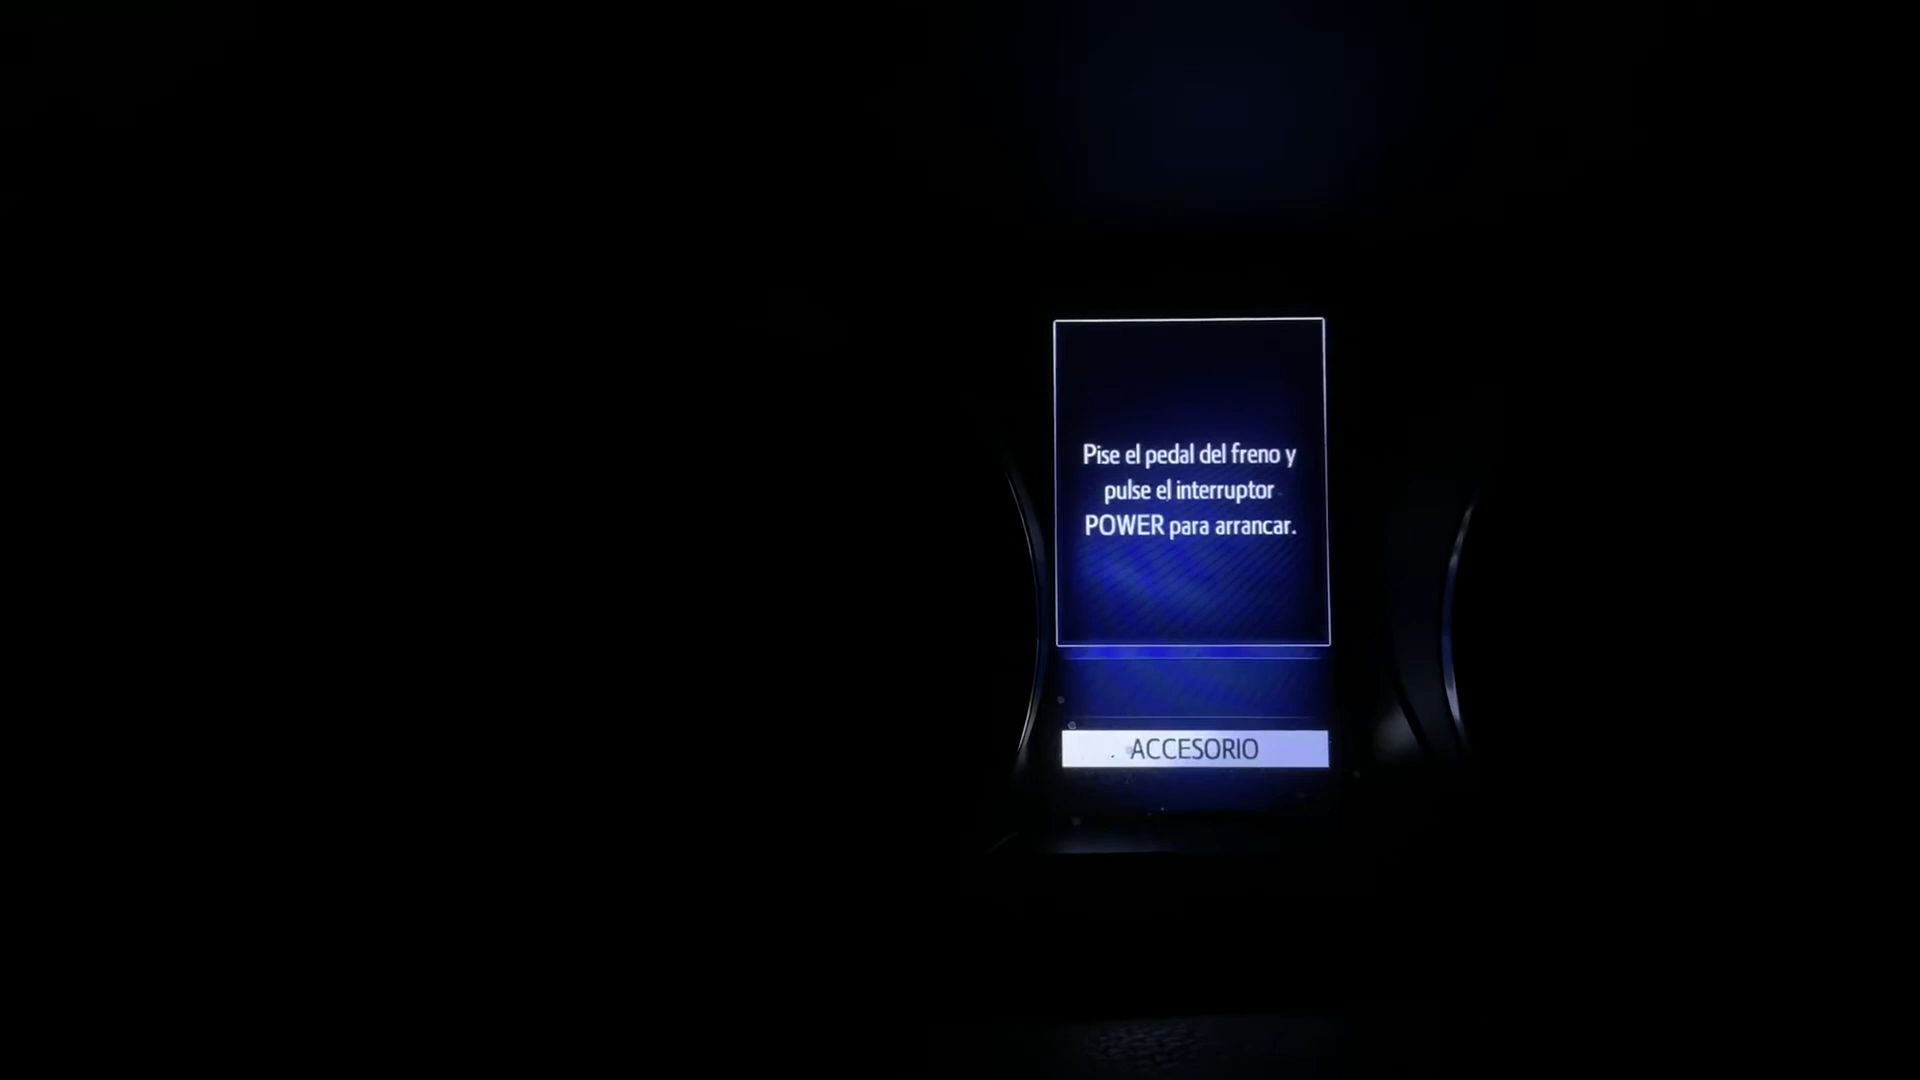 Pise el pedal del freno y
pulse el interruptor
POWER para arrancar.
ACCESORIO